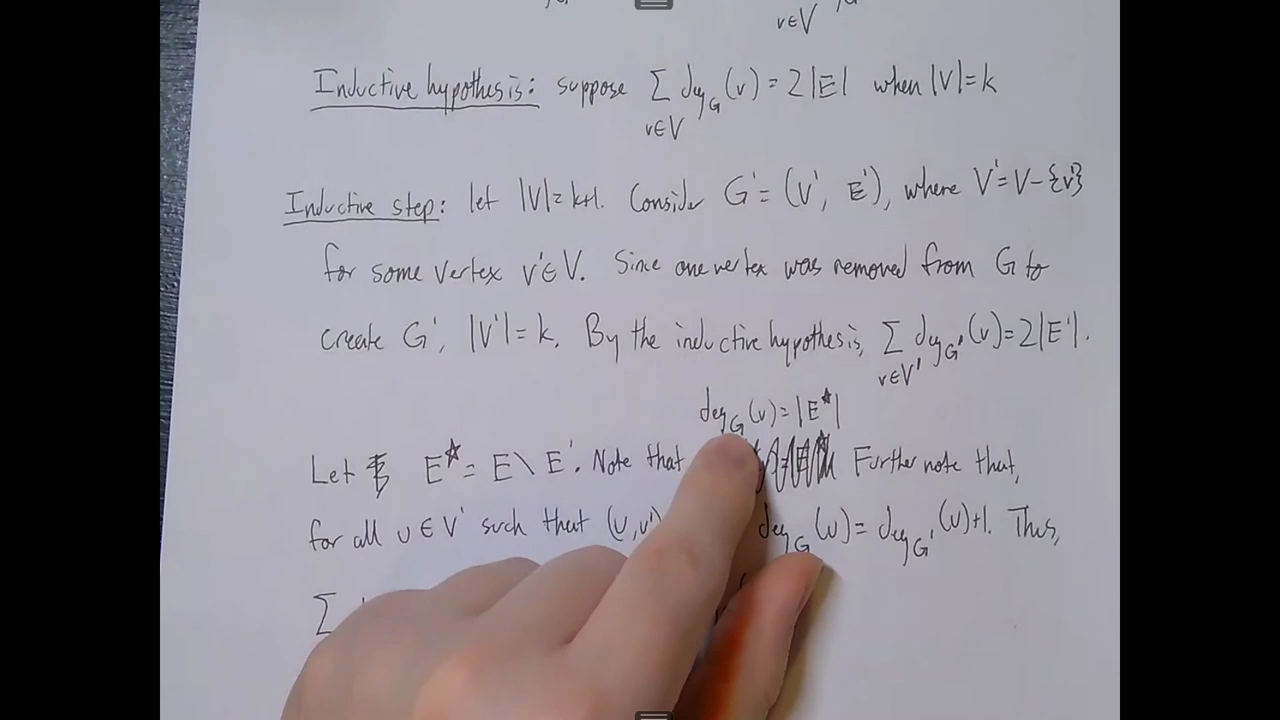 v∈V
Inductive hypothesis: suppose ∑ deg_G(v) = 2|E| when |V|=k
v∈V
Inductive step: let |V|=k+1. Consider G'=(V', E'), where V'=V-{v'}
for some vertex v'∈V. Since one vertex was removed from G to
create G', |V'|=k. By the inductive hypothesis, ∑ deg_G'(v)=2|E'|.
v∈V'
deg_G(v)=|E*|
Let E* = E \ E'. Note that Further note that,
for all u∈V' such that (u,v') deg_G(u)=deg_G'(u)+1. Thus,
∑